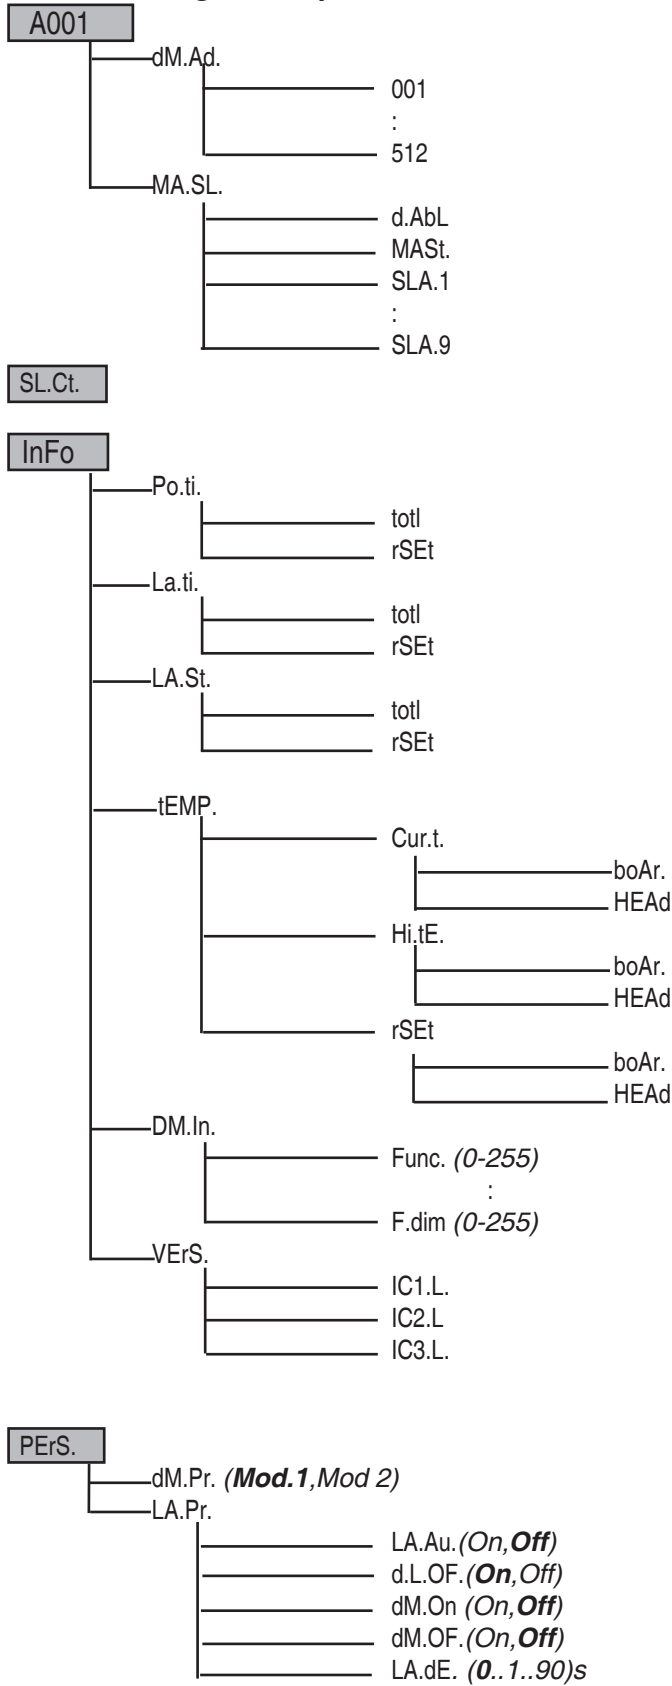 A001
dM.Ad.
001
:
512
MA.SL.
d.AbL
MASt.
SLA.1
:
SLA.9
SL.Ct.
InFo
Po.ti.
totl
rSEt
La.ti.
totl
rSEt
LA.St.
totl
rSEt
tEMP.
Cur.t.
boAr.
HEAd
Hi.tE.
boAr.
HEAd
rSEt
boAr.
HEAd
DM.In.
Func. (0-255)
:
F.dim (0-255)
VErS.
IC1.L.
IC2.L
IC3.L.
PErS.
dM.Pr. (Mod.1,Mod 2)
LA.Pr.
LA.Au.(On,Off)
d.L.OF.(On,Off)
dM.On (On,Off)
dM.OF.(On,Off)
LA.dE. (0..1..90)s